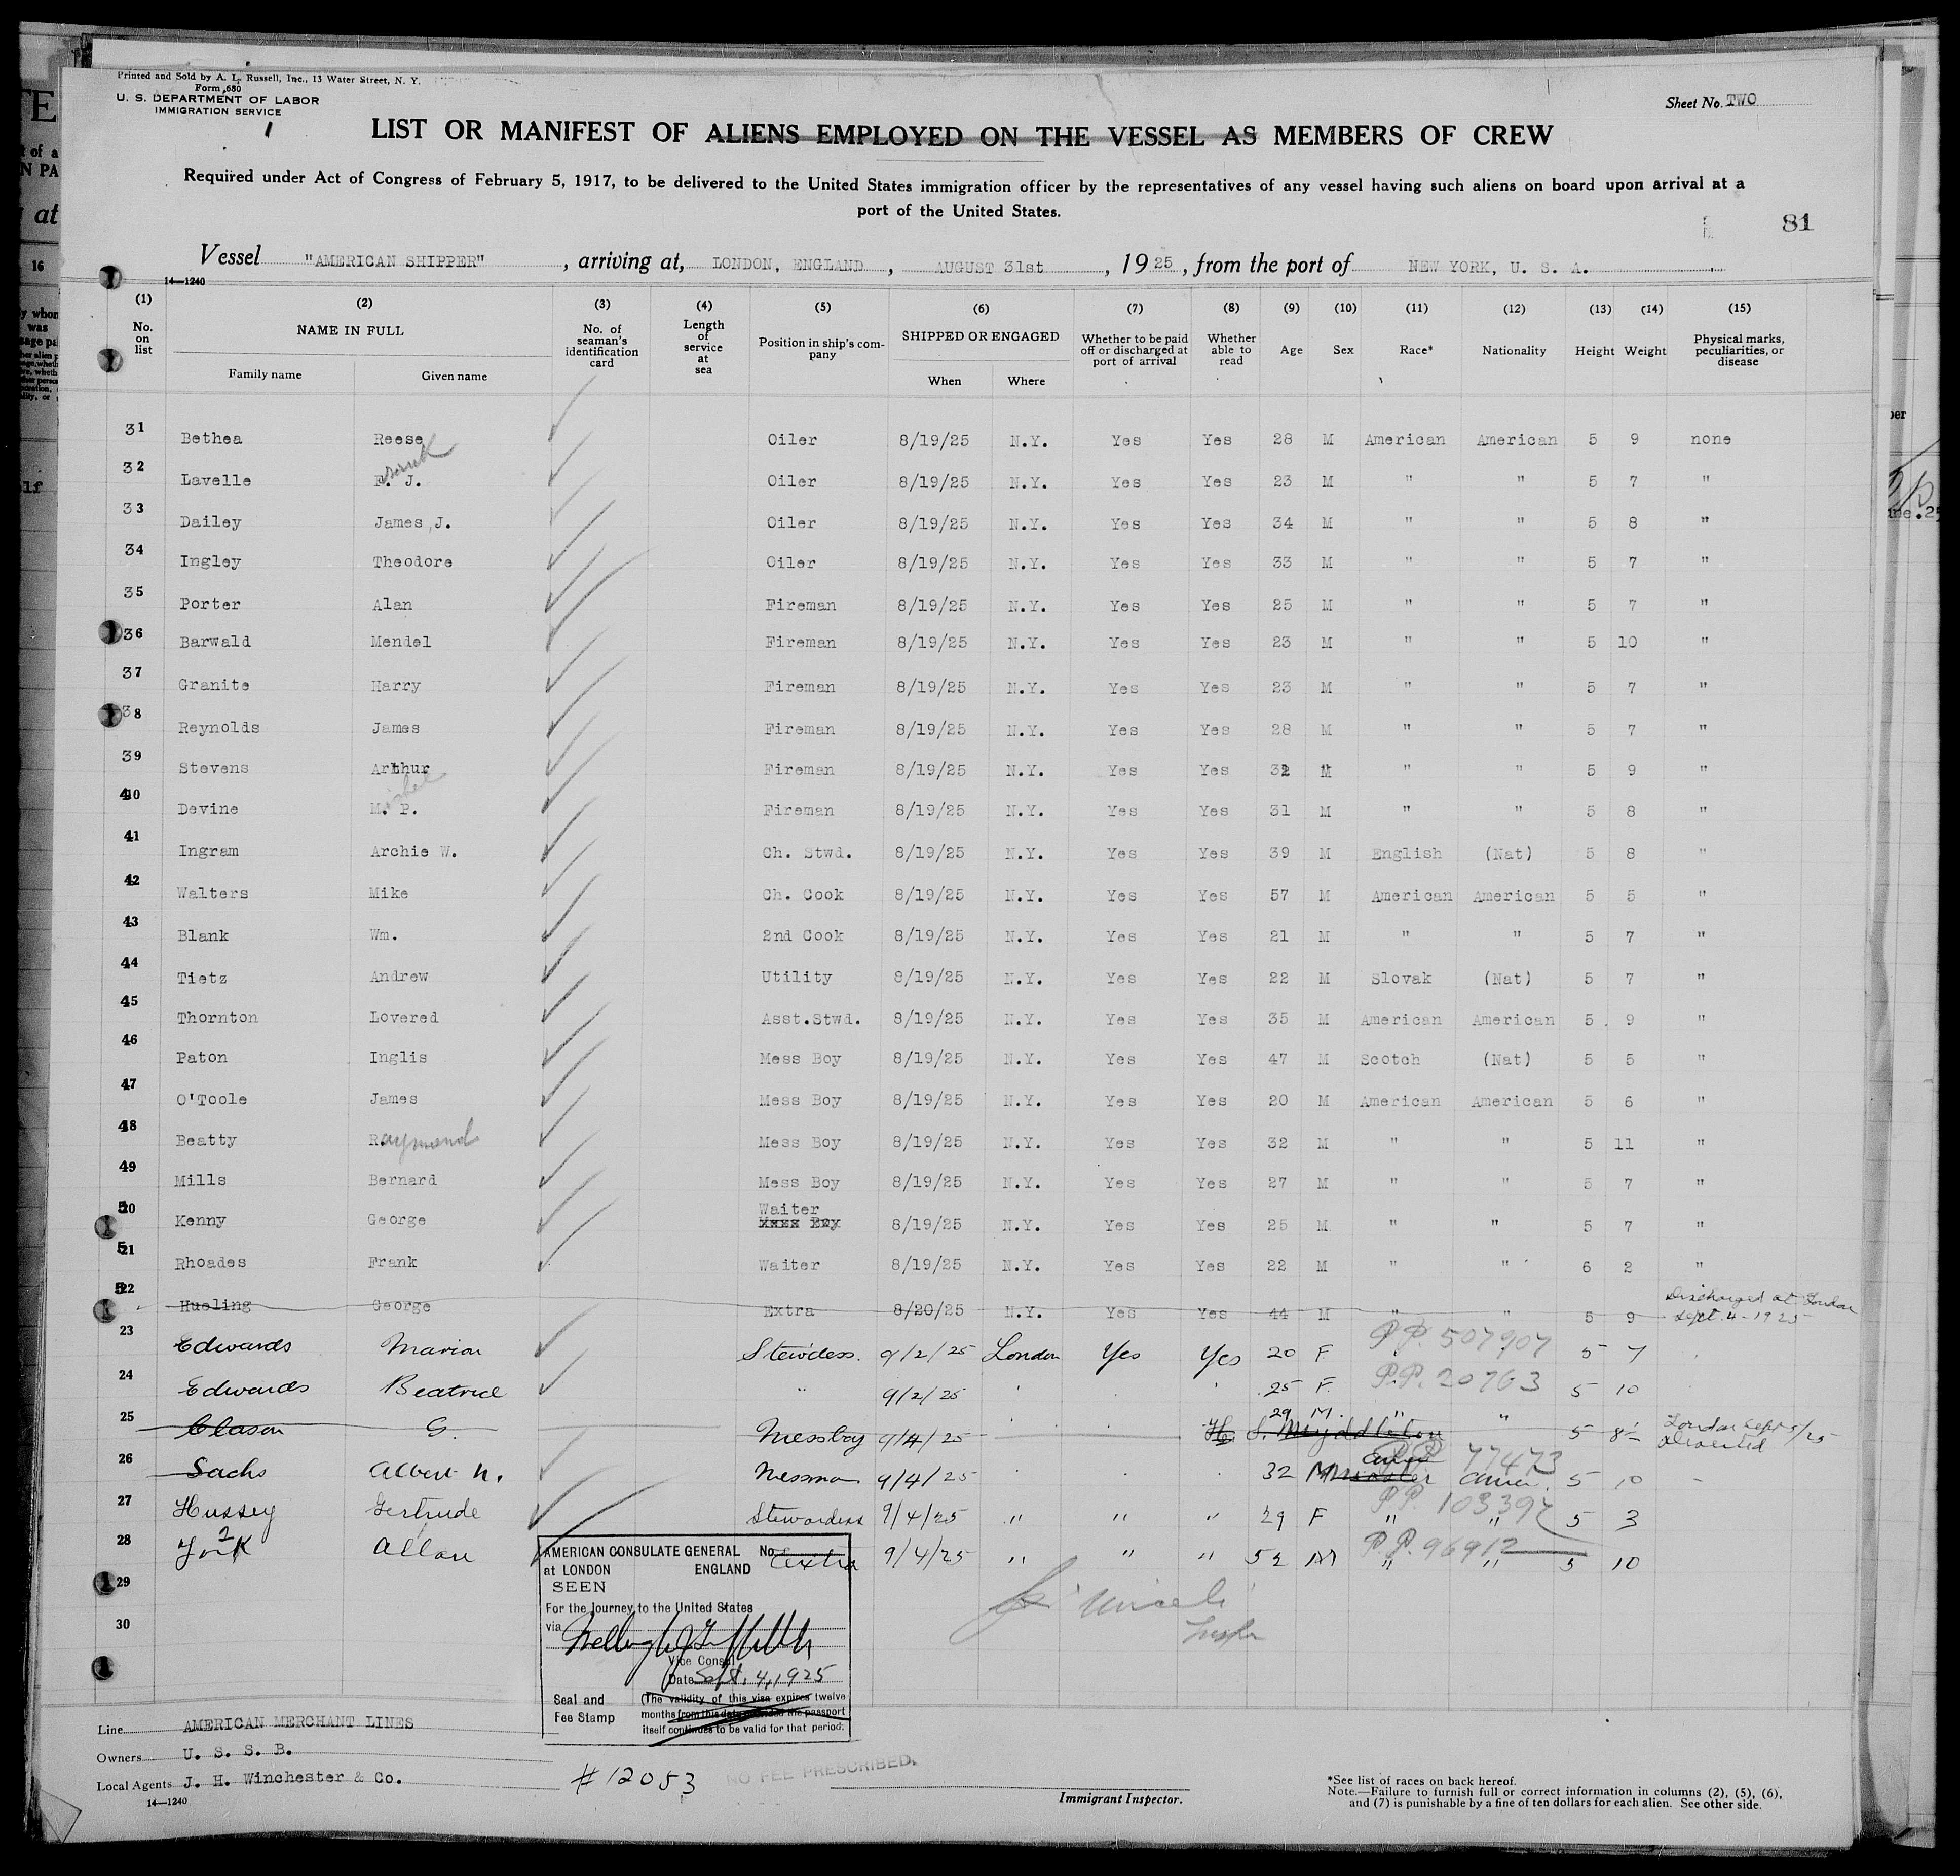 Printed and Sold by A. L. Russell, Inc., 13 Water Street, N. Y.
Form 680
U. S. DEPARTMENT OF LABOR
IMMIGRATION SERVICE
Sheet No. TWO
LIST OR MANIFEST OF ALIENS EMPLOYED ON THE VESSEL AS MEMBERS OF CREW
Required under Act of Congress of February 5, 1917, to be delivered to the United States immigration officer by the representatives of any vessel having such aliens on board upon arrival at a
port of the United States.
81
Vessel "AMERICAN SHIPPER", arriving at, LONDON, ENGLAND, AUGUST 31st, 1925, from the port of NEW YORK, U. S. A.
14—1240
(1) (2) (3) (4) (5) (6) (7) (8) (9) (10) (11) (12) (13) (14) (15)
No. on list NAME IN FULL Family name Given name No. of seaman's identification card Length of service at sea Position in ship's company SHIPPED OR ENGAGED When Where Whether to be paid off or discharged at port of arrival Whether able to read Age Sex Race* Nationality Height Weight Physical marks, peculiarities, or disease
31 Bethea Reese Oiler 8/19/25 N.Y. Yes Yes 28 M American American 5 9 none
32 Lavelle F. J. Frank Oiler 8/19/25 N.Y. Yes Yes 23 M " " 5 7 "
33 Dailey James J. Oiler 8/19/25 N.Y. Yes Yes 34 M " " 5 8 "
34 Ingley Theodore Oiler 8/19/25 N.Y. Yes Yes 33 M " " 5 7 "
35 Porter Alan Fireman 8/19/25 N.Y. Yes Yes 25 M " " 5 7 "
36 Barwald Mendel Fireman 8/19/25 N.Y. Yes Yes 23 M " " 5 10 "
37 Granite Harry Fireman 8/19/25 N.Y. Yes Yes 23 M " " 5 7 "
38 Reynolds James Fireman 8/19/25 N.Y. Yes Yes 28 M " " 5 7 "
39 Stevens Arthur Fireman 8/19/25 N.Y. Yes Yes 32 M " " 5 9 "
40 Devine M. P. Fireman 8/19/25 N.Y. Yes Yes 31 M " " 5 8 "
41 Ingram Archie W. Ch. Stwd. 8/19/25 N.Y. Yes Yes 39 M English (Nat) 5 8 "
42 Walters Mike Ch. Cook 8/19/25 N.Y. Yes Yes 57 M American American 5 5 "
43 Blank Wm. 2nd Cook 8/19/25 N.Y. Yes Yes 21 M " " 5 7 "
44 Tietz Andrew Utility 8/19/25 N.Y. Yes Yes 22 M Slovak (Nat) 5 7 "
45 Thornton Lovered Asst.Stwd. 8/19/25 N.Y. Yes Yes 35 M American American 5 9 "
46 Paton Inglis Mess Boy 8/19/25 N.Y. Yes Yes 47 M Scotch (Nat) 5 5 "
47 O'Toole James Mess Boy 8/19/25 N.Y. Yes Yes 20 M American American 5 6 "
48 Beatty Raymond Mess Boy 8/19/25 N.Y. Yes Yes 32 M " " 5 11 "
49 Mills Bernard Mess Boy 8/19/25 N.Y. Yes Yes 27 M " " 5 7 "
50 Kenny George Waiter 8/19/25 N.Y. Yes Yes 25 M " " 5 7 "
51 Rhoades Frank Waiter 8/19/25 N.Y. Yes Yes 22 M " " 6 2 "
52 Hueling George Extra 8/20/25 N.Y. Yes Yes 44 M " " 5 9 Discharged at London Sept. 4-1925
23 Edwards Marion Stew'dess. 9/2/25 London Yes Yes 20 F. P.P. 507907 5 7
24 Edwards Beatrice " 9/2/25 25 F. P.P. 20763 5 10
25 Clason G. Messboy 9/4/25 29 M. " " 5 8½ London Sept 5/25 Deserted
26 Sachs Albert N. Messman 9/4/25 32 M PP 77473 Amer. 5 10 -
27 Hussey Gertrude Stewardess 9/4/25 " " " 29 F PP. 103397 " " 5 3
28 York Allan Extra 9/4/25 " " " 52 M P.P. 96912 " " 5 10
29
30
AMERICAN CONSULATE GENERAL No.
at LONDON ENGLAND
SEEN
For the Journey to the United States
via
Vice Consul
Date Sept. 4, 1925
Seal and Fee Stamp
(The validity of this visa expires twelve
months from this date provided the passport
itself continues to be valid for that period.
Line AMERICAN MERCHANT LINES
Owners U. S. S. B.
Local Agents J. H. Winchester & Co.
14—1240
#12053
NO FEE PRESCRIBED.
Immigrant Inspector.
*See list of races on back hereof.
Note.—Failure to furnish full or correct information in columns (2), (5), (6),
and (7) is punishable by a fine of ten dollars for each alien. See other side.